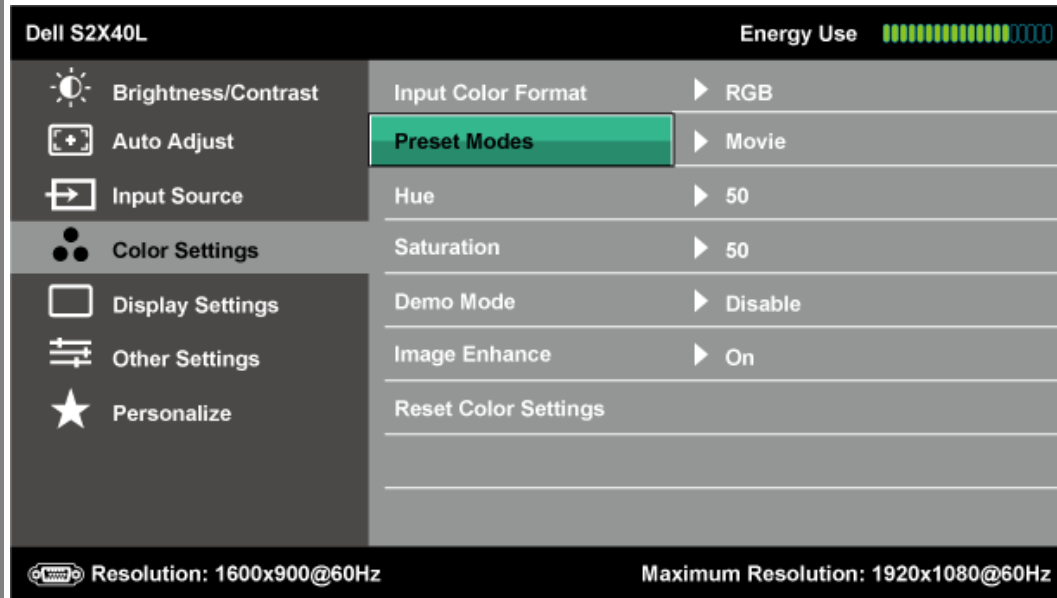 Dell S2X40L Energy Use
Brightness/Contrast Input Color Format RGB
Auto Adjust Preset Modes Movie
Input Source Hue 50
Color Settings Saturation 50
Display Settings Demo Mode Disable
Other Settings Image Enhance On
Personalize Reset Color Settings
Resolution: 1600x900@60Hz Maximum Resolution: 1920x1080@60Hz